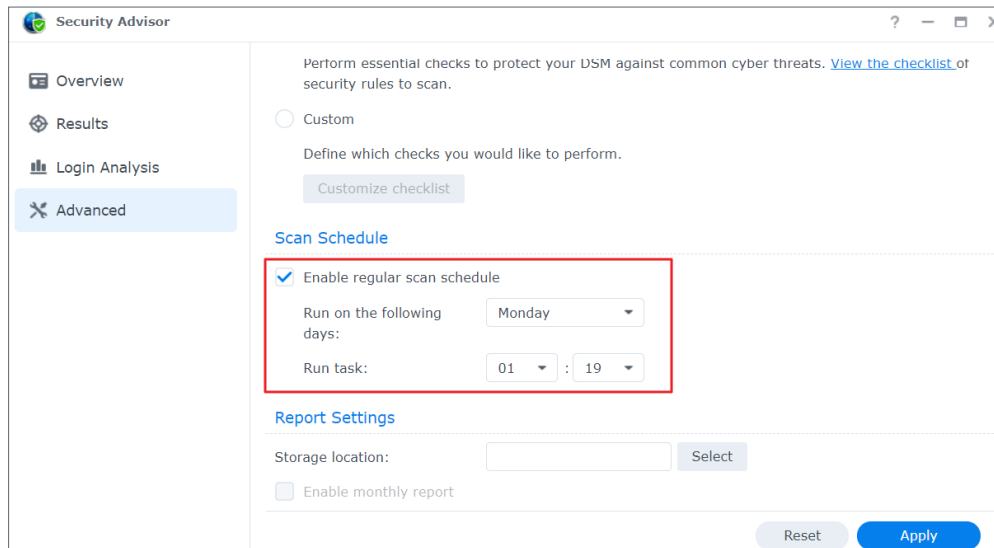 Security Advisor
?
Overview
Results
Login Analysis
Advanced
Perform essential checks to protect your DSM against common cyber threats. View the checklist of
security rules to scan.
Custom
Define which checks you would like to perform.
Customize checklist
Scan Schedule
Enable regular scan schedule
Run on the following
days:
Monday
Run task:
01 : 19
Report Settings
Storage location:
Select
Enable monthly report
Reset
Apply